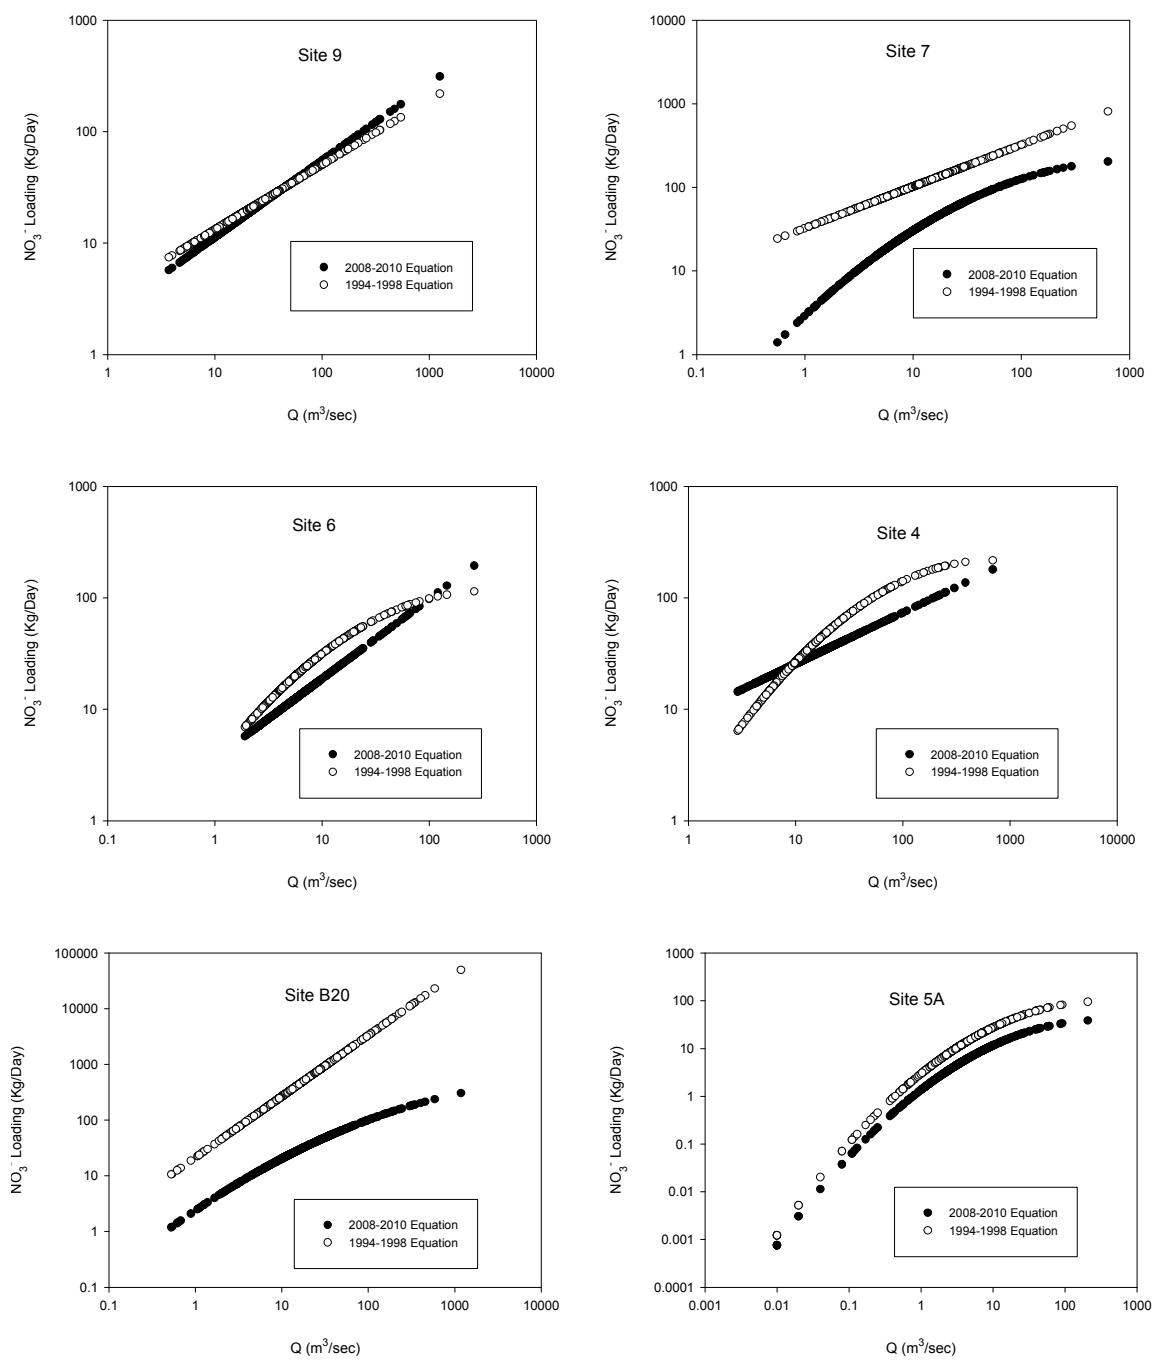 Site 9
NO₃⁻ Loading (Kg/Day)
1000
100
10
1
2008-2010 Equation
1994-1998 Equation
1 10 100 1000 10000
Q (m³/sec)
Site 7
NO₃⁻ Loading (Kg/Day)
10000
1000
100
10
1
2008-2010 Equation
1994-1998 Equation
0.1 1 10 100 1000
Q (m³/sec)
Site 6
NO₃⁻ Loading (Kg/Day)
1000
100
10
1
2008-2010 Equation
1994-1998 Equation
0.1 1 10 100 1000
Q (m³/sec)
Site 4
NO₃⁻ Loading (Kg/Day)
1000
100
10
1
2008-2010 Equation
1994-1998 Equation
1 10 100 1000 10000
Q (m³/sec)
Site B20
NO₃⁻ Loading (Kg/Day)
100000
10000
1000
100
10
1
0.1
2008-2010 Equation
1994-1998 Equation
0.1 1 10 100 1000 10000
Q (m³/sec)
Site 5A
NO₃⁻ Loading (Kg/Day)
1000
100
10
1
0.1
0.01
0.001
0.0001
2008-2010 Equation
1994-1998 Equation
0.001 0.01 0.1 1 10 100 1000
Q (m³/sec)